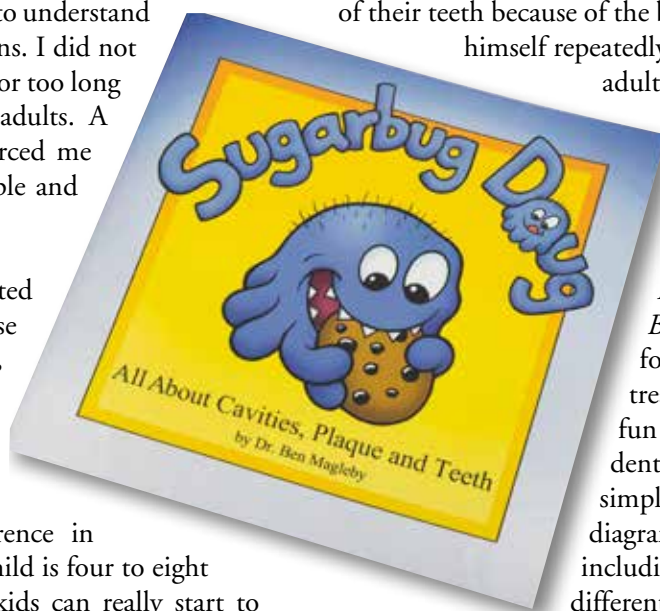 to understand
ns. I did not
or too long
adults. A
rced me
ple and
ted
se
rence in
hild is four to eight
kids can really start to
Sugarbug Doug
All About Cavities, Plaque and Teeth
by Dr. Ben Magleby
of their teeth because of the b
himself repeatedly
adult
B
fo
tre
fun
dent
simpl
diagra
includi
different